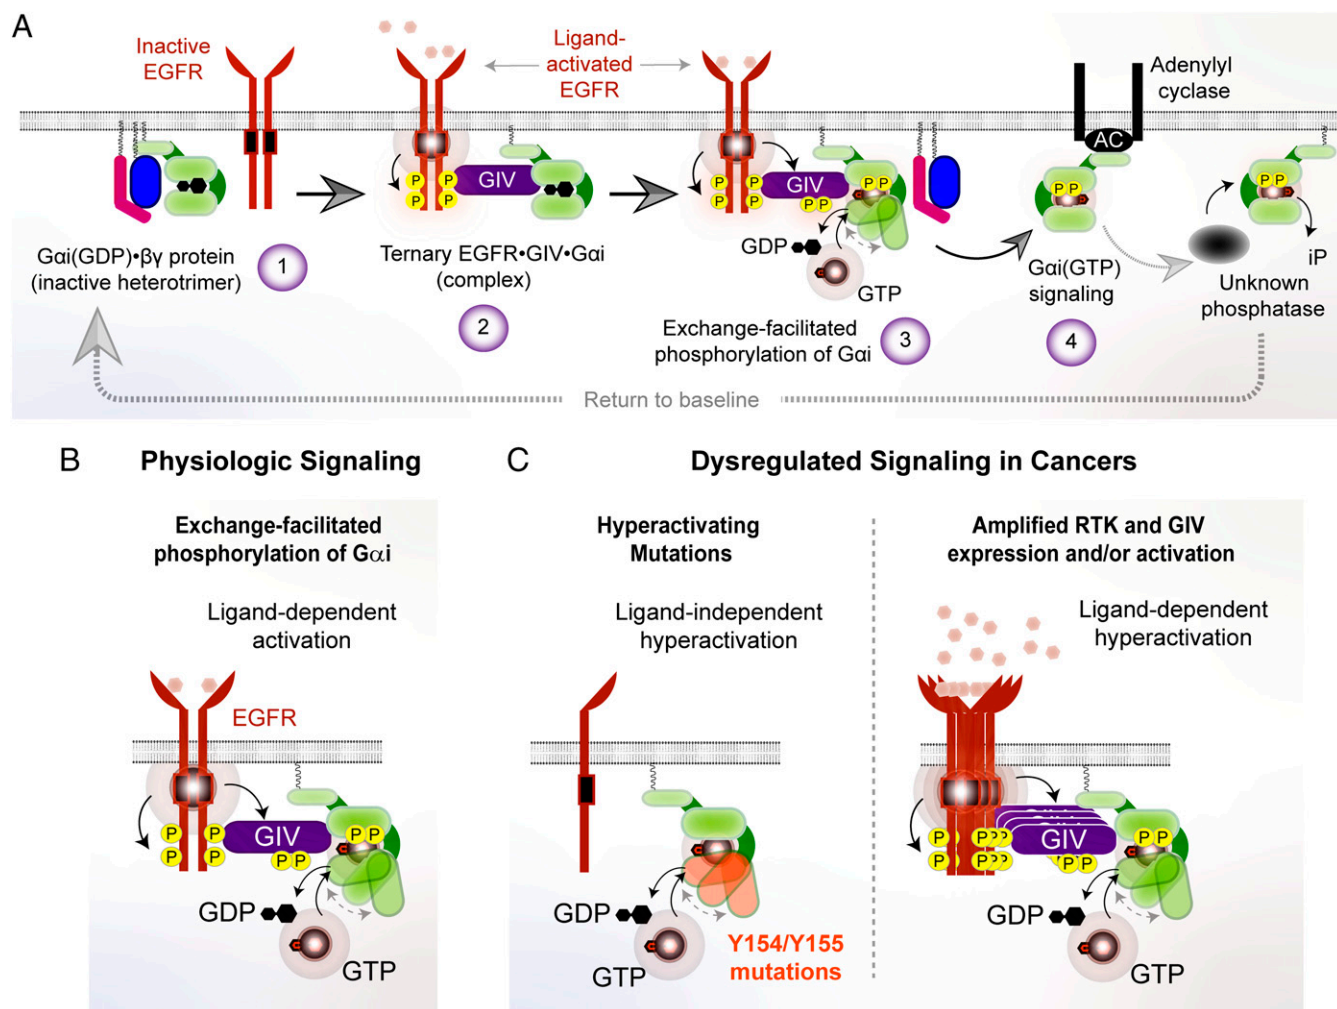 A
Inactive
EGFR
Ligand-
activated
EGFR
Adenylyl
cyclase
AC
P P
P P
GIV
P P
P P
GIV
P P
P P
P P
P P
GDP
GTP
iP
Gαi(GDP)•βγ protein
(inactive heterotrimer)
1
Ternary EGFR•GIV•Gαi
(complex)
2
Exchange-facilitated
phosphorylation of Gαi
3
Gαi(GTP)
signaling
4
Unknown
phosphatase
Return to baseline
B
Physiologic Signaling
Exchange-facilitated
phosphorylation of Gαi
Ligand-dependent
activation
EGFR
P P
GIV
P P
P P
P P
GDP
GTP
C
Dysregulated Signaling in Cancers
Hyperactivating
Mutations
Ligand-independent
hyperactivation
GDP
GTP
Y154/Y155
mutations
Amplified RTK and GIV
expression and/or activation
Ligand-dependent
hyperactivation
P PPP
GIV
P P
P PPP
P P
GDP
GTP